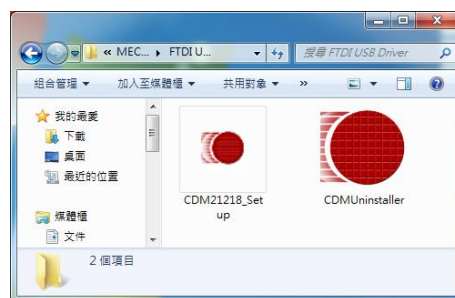 « MEC... ▸ FTDI U...
搜尋 FTDI USB Driver
組合管理 ▼ 加入至媒體櫃 ▼ 共用對象 ▼ »
我的最愛
下載
桌面
最近的位置
媒體櫃
文件
CDM21218_Set
up
CDMUninstaller
2 個項目